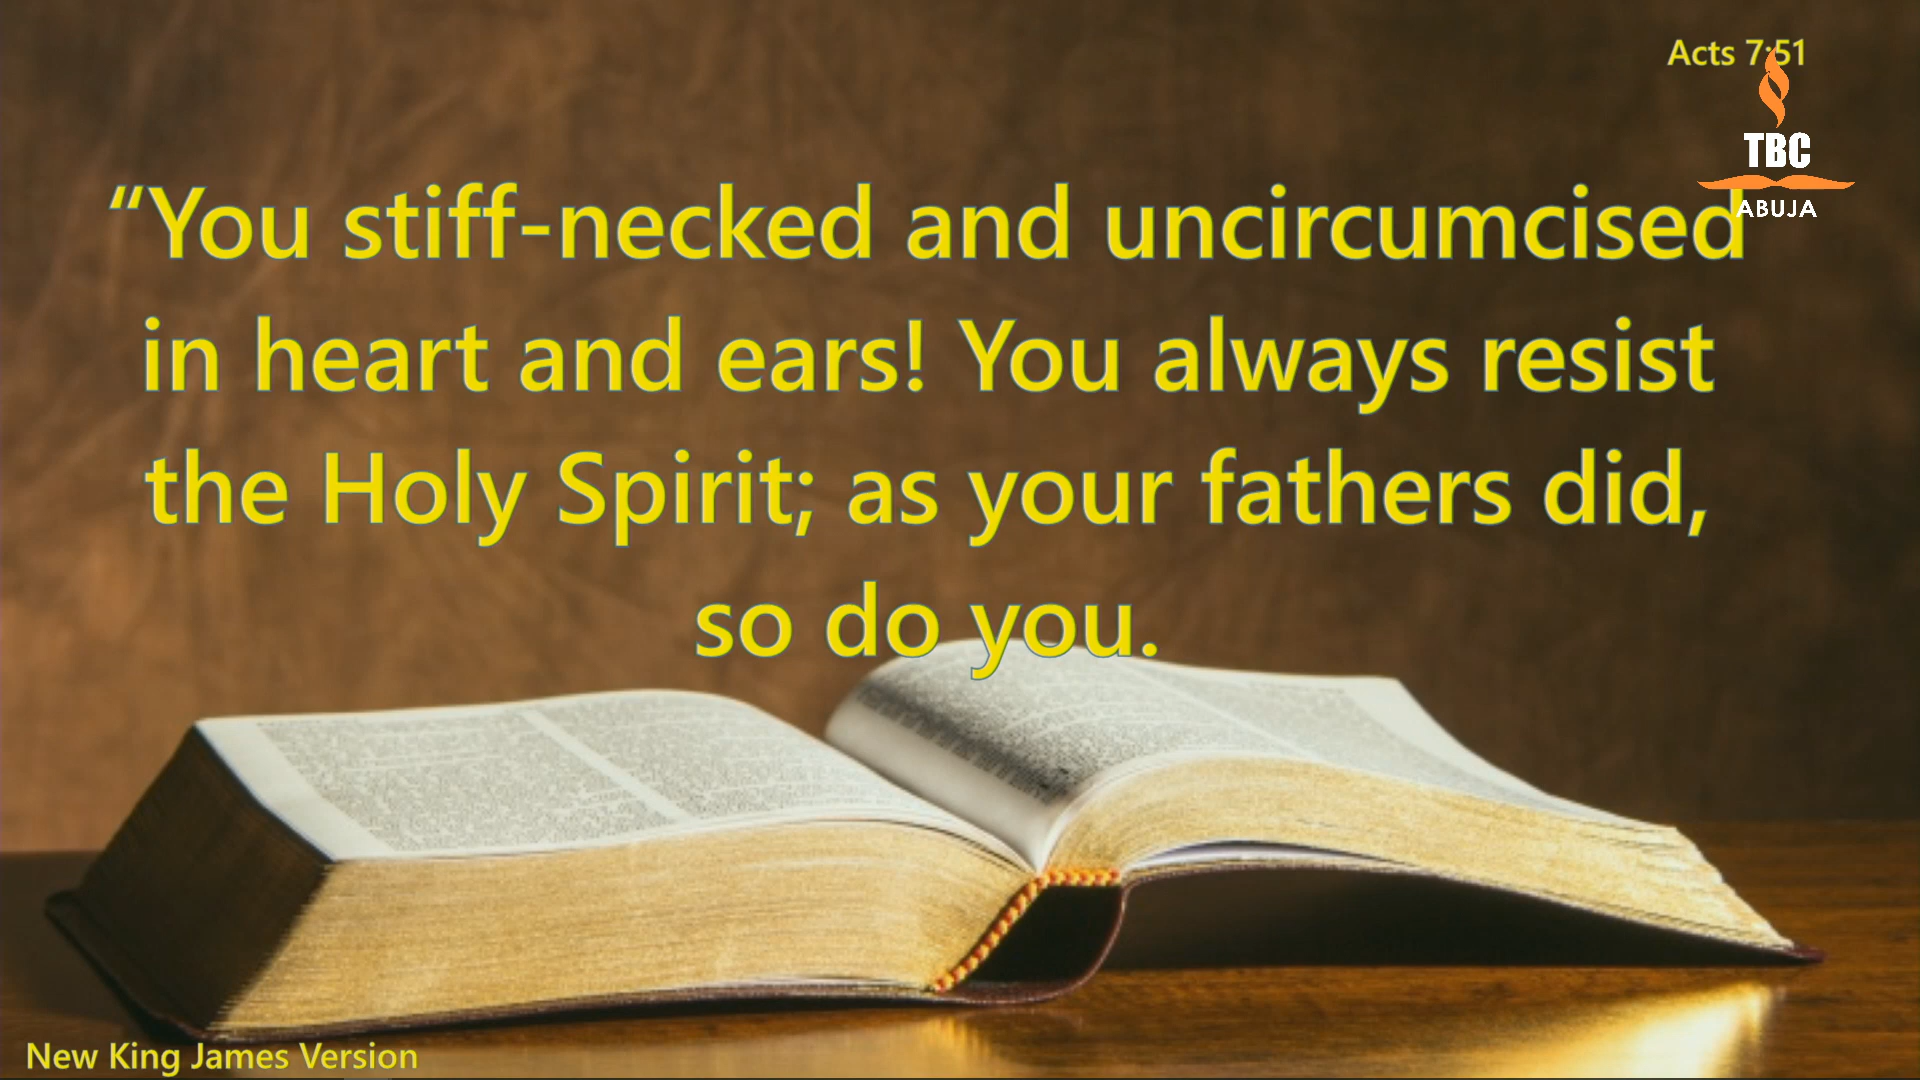 Acts 7:51
TBC
ABUJA
“You stiff-necked and uncircumcised
in heart and ears! You always resist
the Holy Spirit; as your fathers did,
so do you.
New King James Version